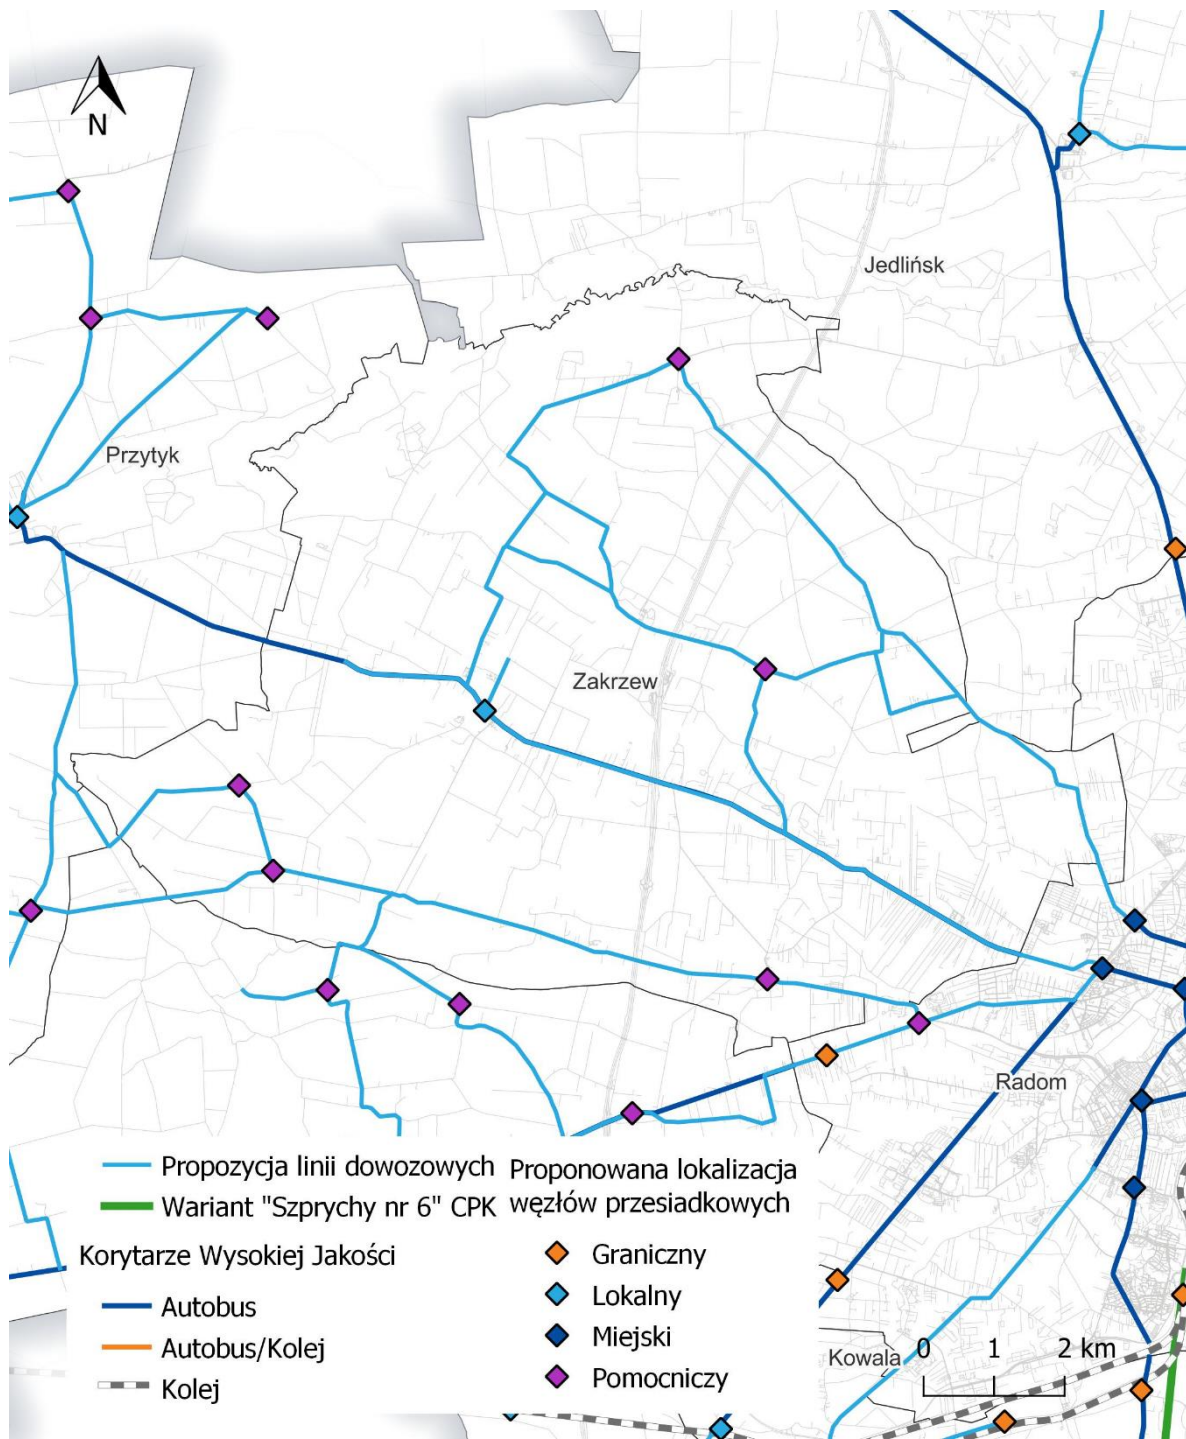 N
Jedlińsk
Przytyk
Zakrzew
Radom
Propozycja linii dowozowych
Wariant "Szprychy nr 6" CPK
Korytarze Wysokiej Jakości
Autobus
Autobus/Kolej
Kolej
Proponowana lokalizacja
węzłów przesiadkowych
Graniczny
Lokalny
Miejski
Pomocniczy
Kowala
0 1 2 km